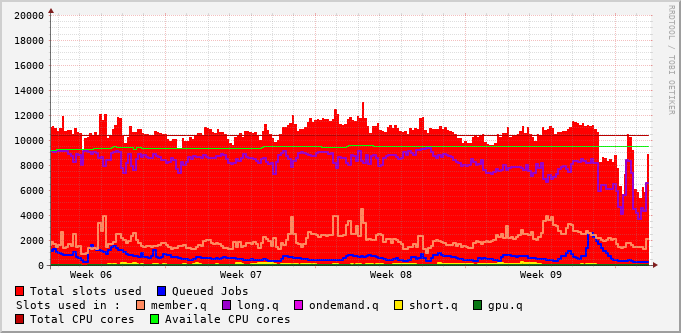 RRDTOOL / TOBI OETIKER
20000
18000
16000
14000
12000
10000
8000
6000
4000
2000
0
Week 06 Week 07 Week 08 Week 09
Total slots used Queued Jobs
Slots used in : member.q long.q ondemand.q short.q gpu.q
Total CPU cores Availale CPU cores